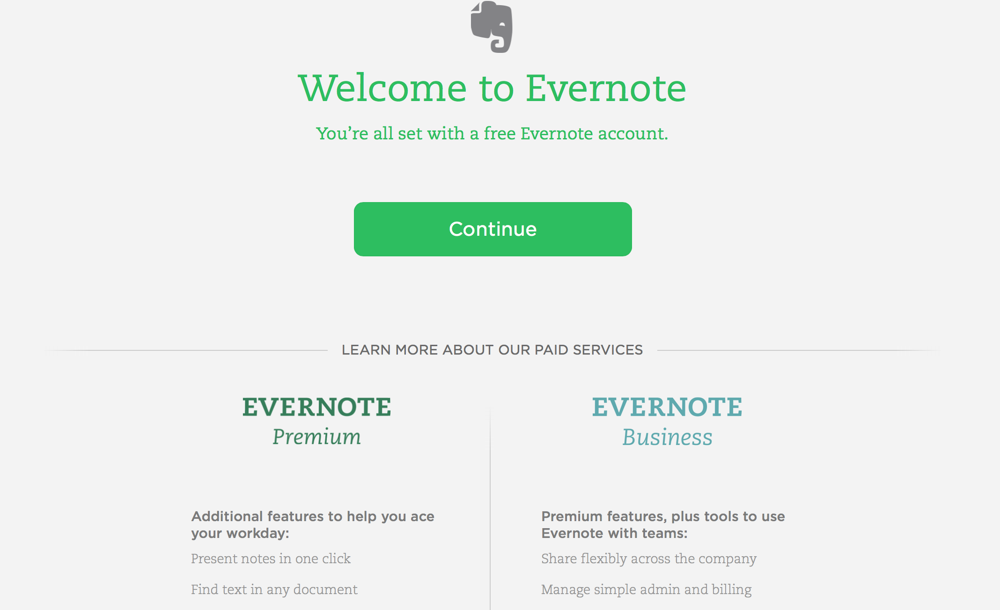 Welcome to Evernote
You’re all set with a free Evernote account.
Continue
LEARN MORE ABOUT OUR PAID SERVICES
EVERNOTE
Premium
Additional features to help you ace
your workday:
Present notes in one click
Find text in any document
EVERNOTE
Business
Premium features, plus tools to use
Evernote with teams:
Share flexibly across the company
Manage simple admin and billing